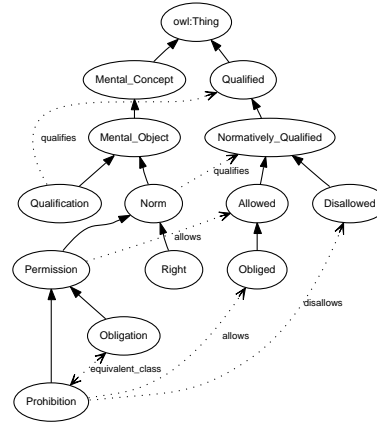 owl:Thing
Mental_Concept
Qualified
qualifies
Mental_Object
Normatively_Qualified
qualifies
Qualification
Norm
Allowed
Disallowed
allows
Permission
Right
Obliged
disallows
Obligation
allows
equivalent_class
Prohibition